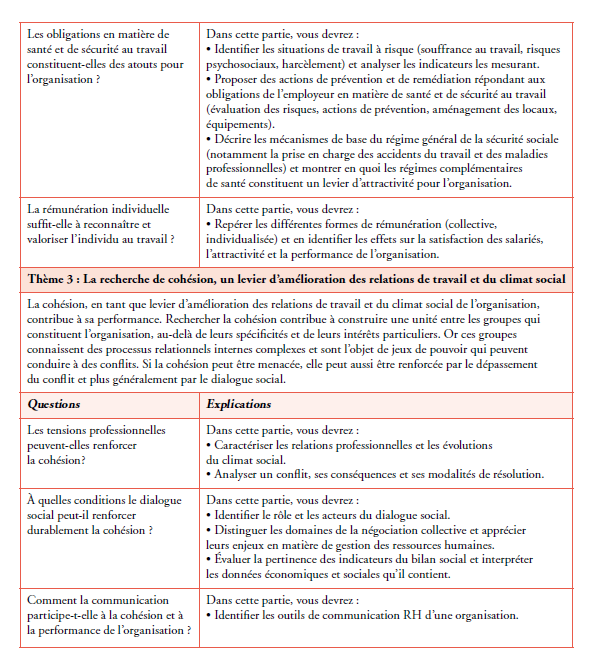 Les obligations en matière de
santé et de sécurité au travail
constituent-elles des atouts pour
l’organisation ?
Dans cette partie, vous devrez :
• Identifier les situations de travail à risque (souffrance au travail, risques
psychosociaux, harcèlement) et analyser les indicateurs les mesurant.
• Proposer des actions de prévention et de remédiation répondant aux
obligations de l’employeur en matière de santé et de sécurité au travail
(évaluation des risques, actions de prévention, aménagement des locaux,
équipements).
• Décrire les mécanismes de base du régime général de la sécurité sociale
(notamment la prise en charge des accidents du travail et des maladies
professionnelles) et montrer en quoi les régimes complémentaires
de santé constituent un levier d’attractivité pour l’organisation.
La rémunération individuelle
suffit-elle à reconnaître et
valoriser l’individu au travail ?
Dans cette partie, vous devrez :
• Repérer les différentes formes de rémunération (collective,
individualisée) et en identifier les effets sur la satisfaction des salariés,
l’attractivité et la performance de l’organisation.
Thème 3 : La recherche de cohésion, un levier d’amélioration des relations de travail et du climat social
La cohésion, en tant que levier d’amélioration des relations de travail et du climat social de l’organisation,
contribue à sa performance. Rechercher la cohésion contribue à construire une unité entre les groupes qui
constituent l’organisation, au-delà de leurs spécificités et de leurs intérêts particuliers. Or ces groupes
connaissent des processus relationnels internes complexes et sont l’objet de jeux de pouvoir qui peuvent
conduire à des conflits. Si la cohésion peut être menacée, elle peut aussi être renforcée par le dépassement
du conflit et plus généralement par le dialogue social.
Questions
Explications
Les tensions professionnelles
peuvent-elles renforcer
la cohésion?
Dans cette partie, vous devrez :
• Caractériser les relations professionnelles et les évolutions
du climat social.
• Analyser un conflit, ses conséquences et ses modalités de résolution.
À quelles conditions le dialogue
social peut-il renforcer
durablement la cohésion ?
Dans cette partie, vous devrez :
• Identifier le rôle et les acteurs du dialogue social.
• Distinguer les domaines de la négociation collective et apprécier
leurs enjeux en matière de gestion des ressources humaines.
• Évaluer la pertinence des indicateurs du bilan social et interpréter
les données économiques et sociales qu’il contient.
Comment la communication
participe-t-elle à la cohésion et à
la performance de l’organisation ?
Dans cette partie, vous devrez :
• Identifier les outils de communication RH d’une organisation.